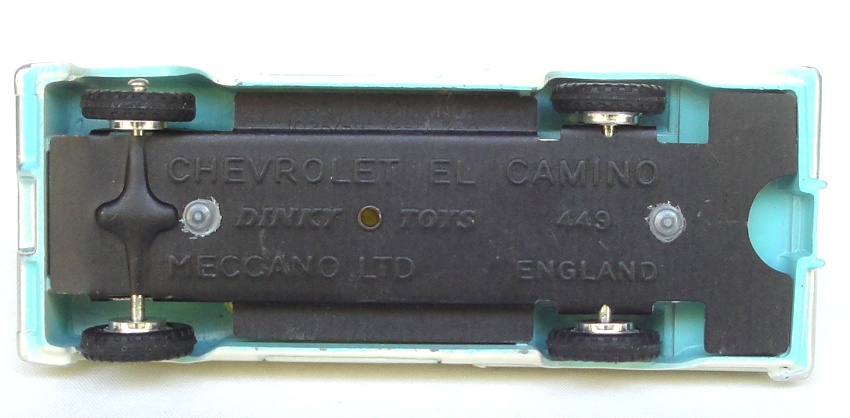 CHEVROLET EL CAMINO
DINKY TOYS 449
MECCANO LTD ENGLAND